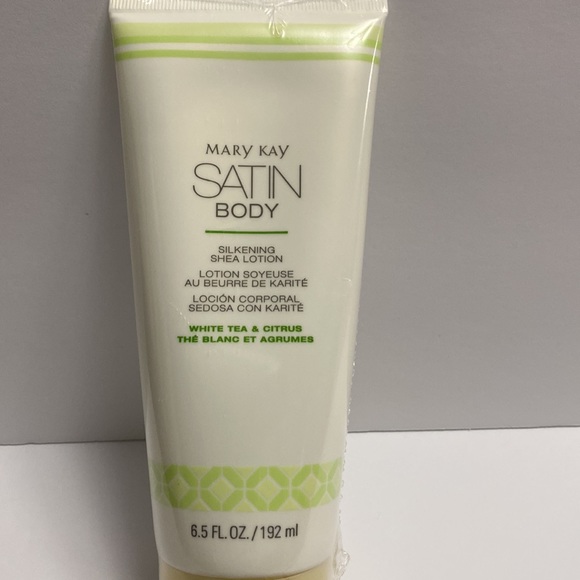 MARY KAY
SATIN
BODY
SILKENING
SHEA LOTION
LOTION SOYEUSE
AU BEURRE DE KARITÉ
LOCIÓN CORPORAL
SEDOSA CON KARITÉ
WHITE TEA & CITRUS
THÉ BLANC ET AGRUMES
6.5 FL. OZ. / 192 ml